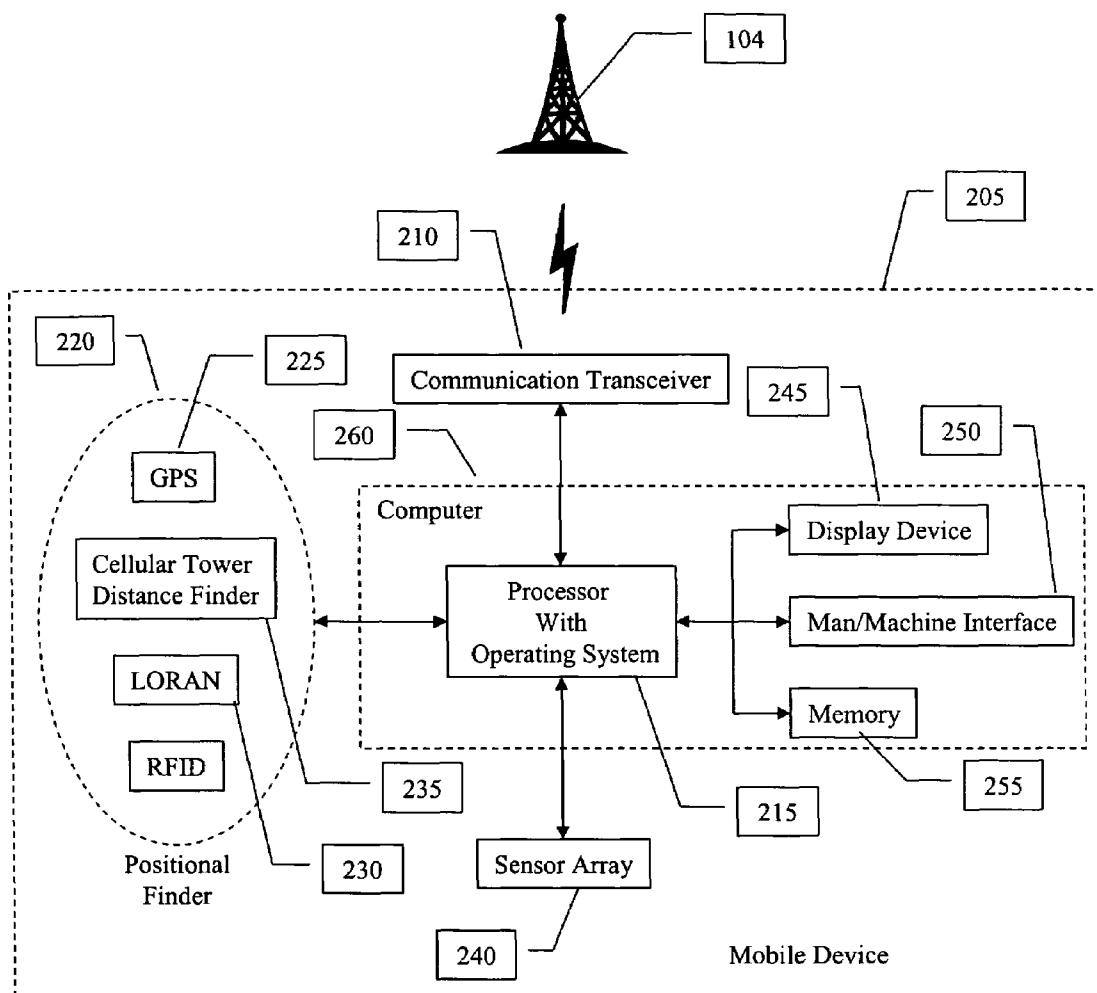 104
205
210
220
225
Communication Transceiver
245
260
250
GPS
Computer
Display Device
Cellular Tower
Distance Finder
Processor
With
Operating System
Man/Machine Interface
LORAN
Memory
RFID
235
215
255
Positional
Finder
230
Sensor Array
240
Mobile Device